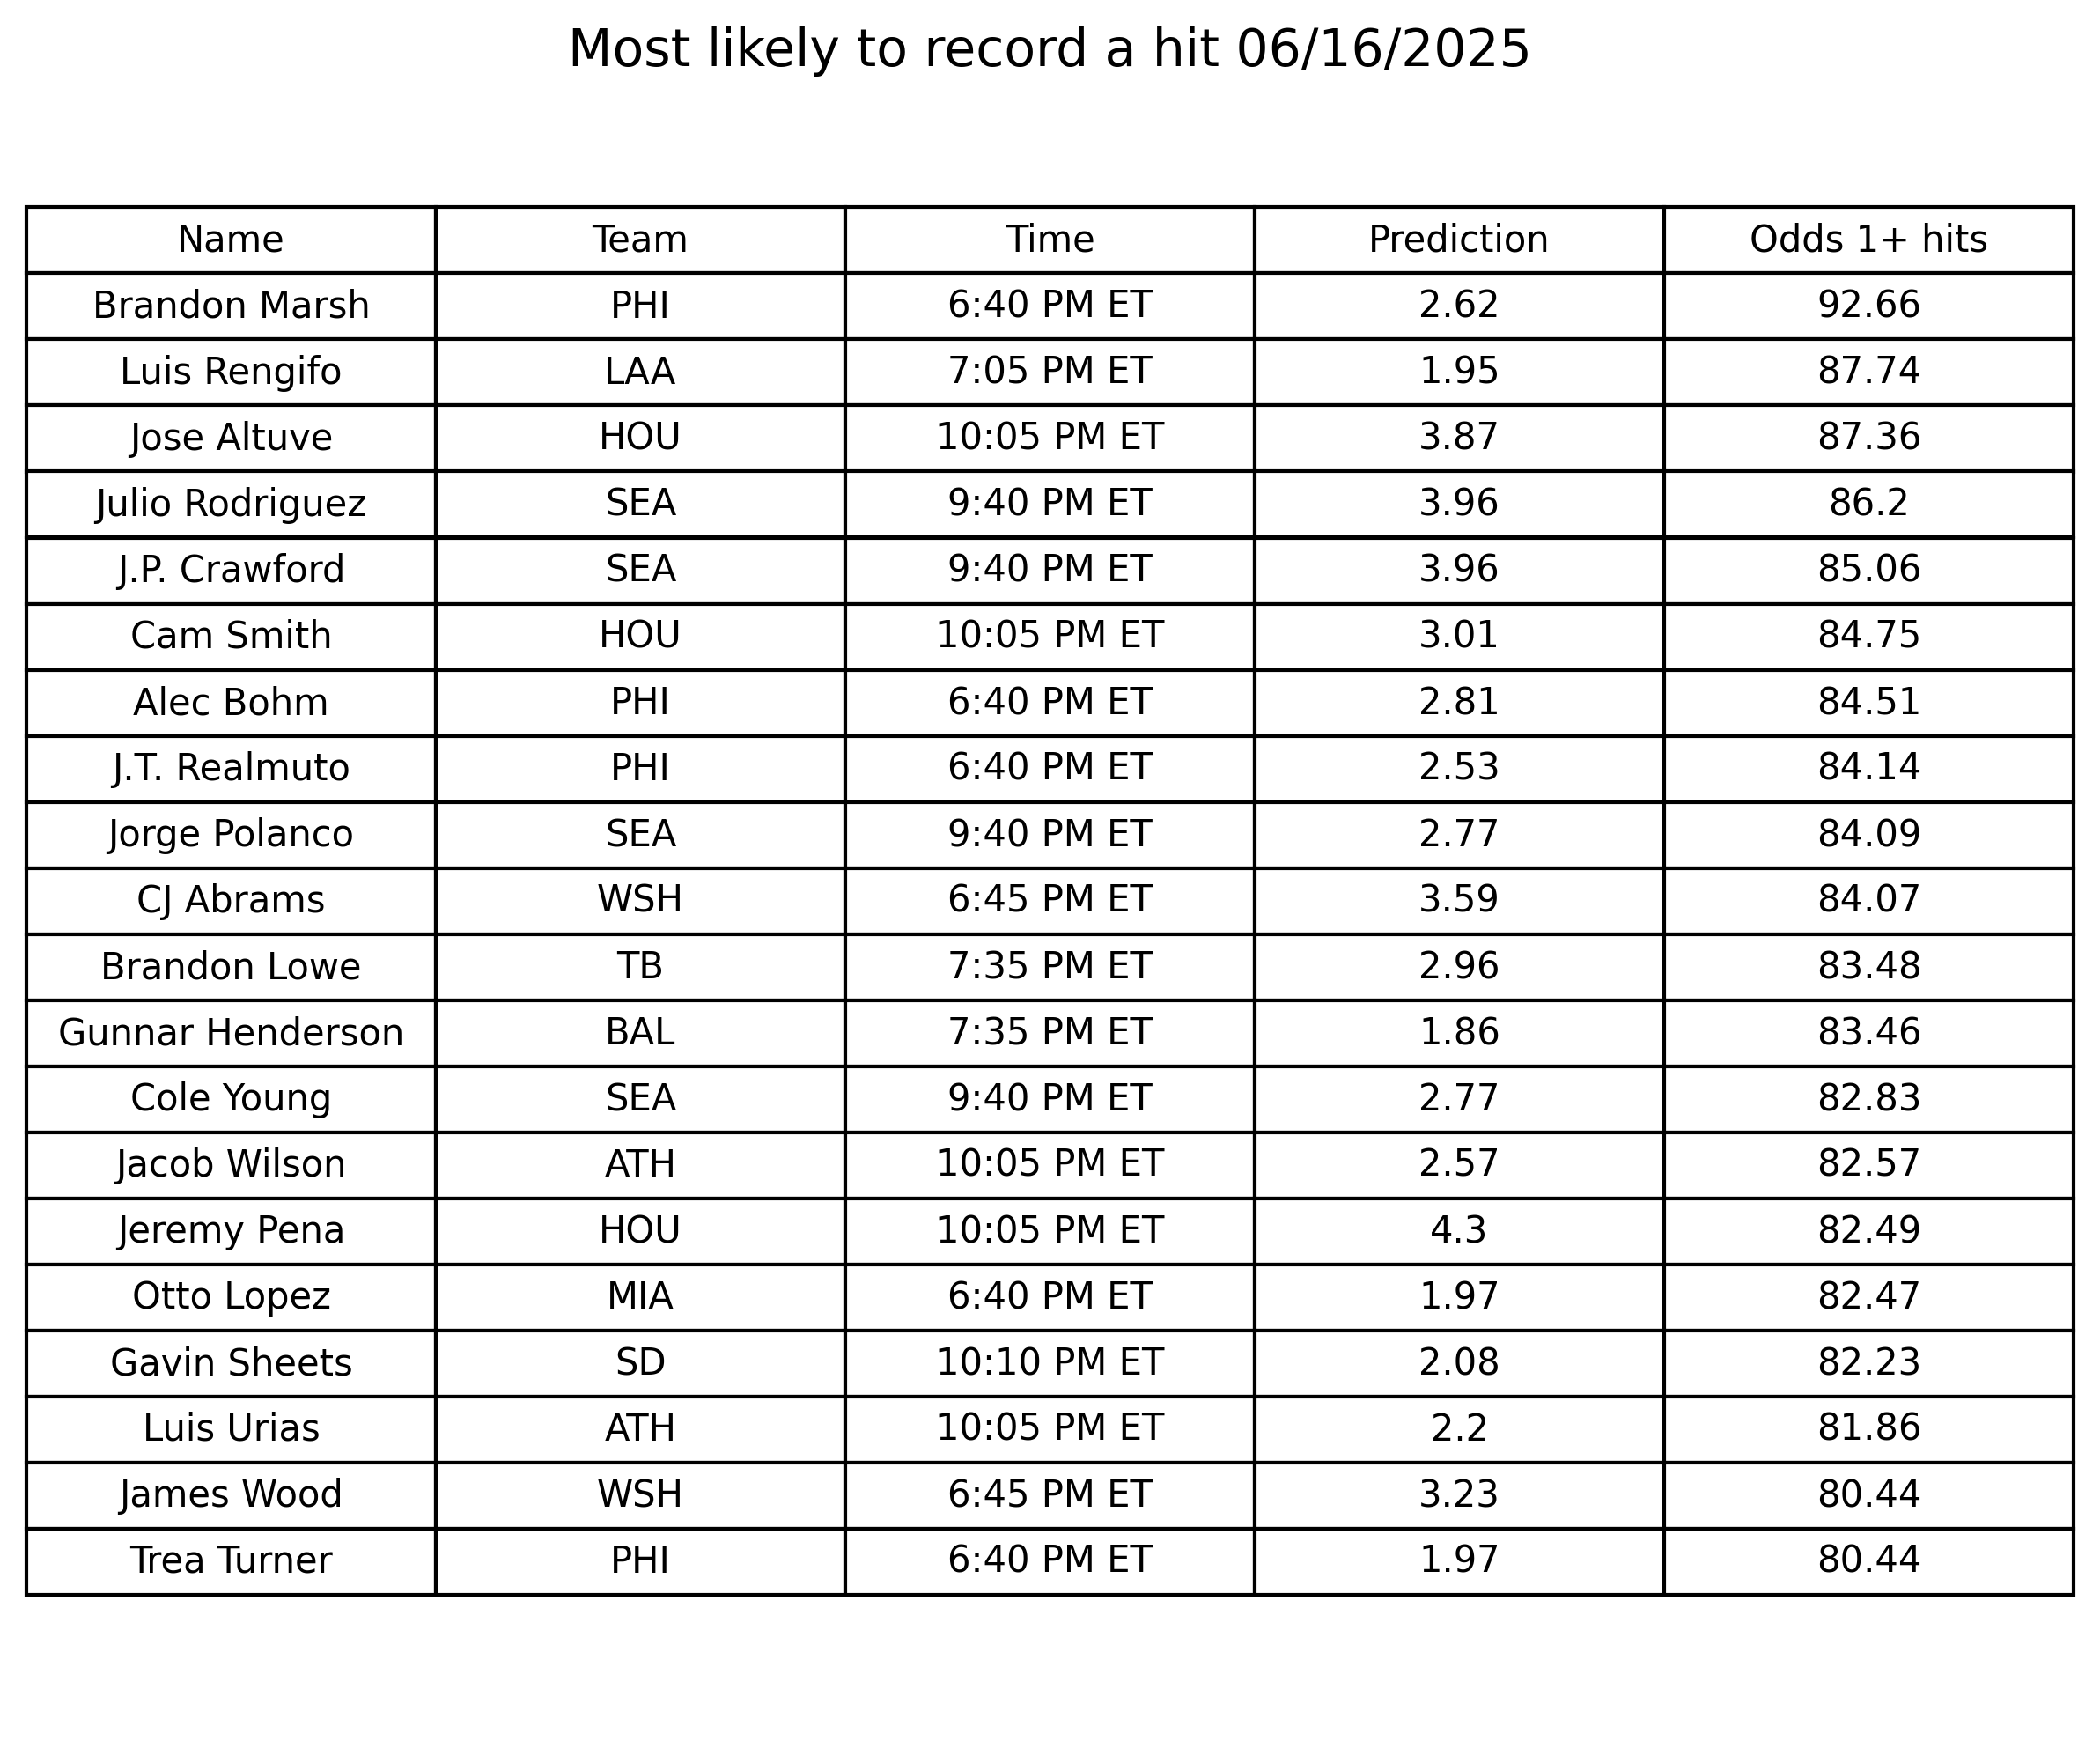 Most likely to record a hit 06/16/2025
Name Team Time Prediction Odds 1+ hits
Brandon Marsh PHI 6:40 PM ET 2.62 92.66
Luis Rengifo LAA 7:05 PM ET 1.95 87.74
Jose Altuve HOU 10:05 PM ET 3.87 87.36
Julio Rodriguez SEA 9:40 PM ET 3.96 86.2
J.P. Crawford SEA 9:40 PM ET 3.96 85.06
Cam Smith HOU 10:05 PM ET 3.01 84.75
Alec Bohm PHI 6:40 PM ET 2.81 84.51
J.T. Realmuto PHI 6:40 PM ET 2.53 84.14
Jorge Polanco SEA 9:40 PM ET 2.77 84.09
CJ Abrams WSH 6:45 PM ET 3.59 84.07
Brandon Lowe TB 7:35 PM ET 2.96 83.48
Gunnar Henderson BAL 7:35 PM ET 1.86 83.46
Cole Young SEA 9:40 PM ET 2.77 82.83
Jacob Wilson ATH 10:05 PM ET 2.57 82.57
Jeremy Pena HOU 10:05 PM ET 4.3 82.49
Otto Lopez MIA 6:40 PM ET 1.97 82.47
Gavin Sheets SD 10:10 PM ET 2.08 82.23
Luis Urias ATH 10:05 PM ET 2.2 81.86
James Wood WSH 6:45 PM ET 3.23 80.44
Trea Turner PHI 6:40 PM ET 1.97 80.44